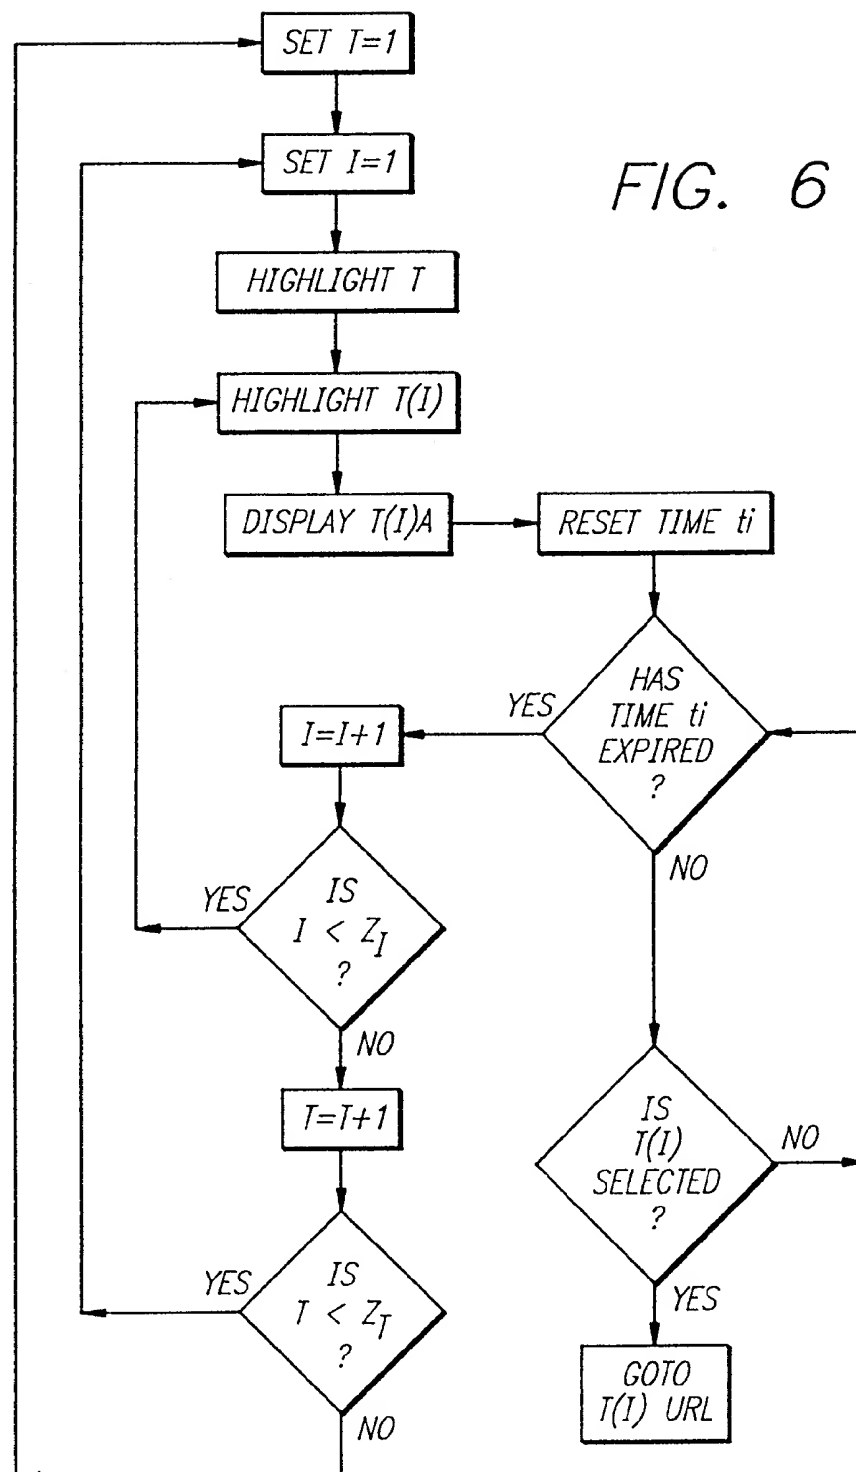 SET T=1
SET I=1
FIG. 6
HIGHLIGHT T
HIGHLIGHT T(I)
DISPLAY T(I)A
RESET TIME ti
HAS
TIME ti
EXPIRED
?
YES
NO
I=I+1
IS
I < Z_I
?
YES
NO
T=T+1
IS
T(I)
SELECTED
?
NO
YES
IS
T < Z_T
?
YES
NO
GOTO
T(I) URL